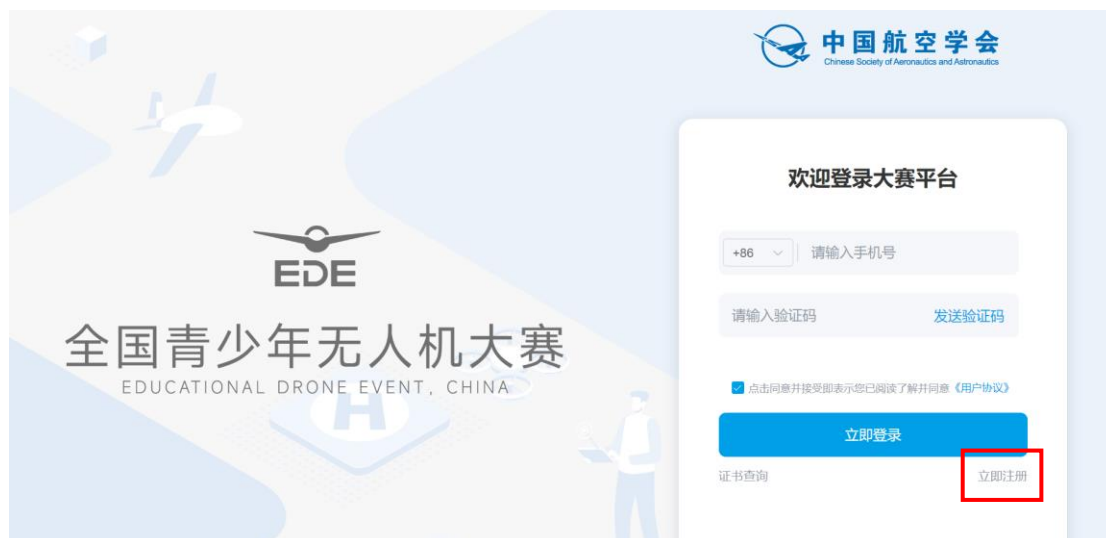 中国航空学会
Chinese Society of Aeronautics and Astronautics
欢迎登录大赛平台
+86 请输入手机号
EDE
请输入验证码 发送验证码
全国青少年无人机大赛
EDUCATIONAL DRONE EVENT, CHINA
点击同意并接受即表示您已阅读了解并同意《用户协议》
H
立即登录
证书查询 立即注册